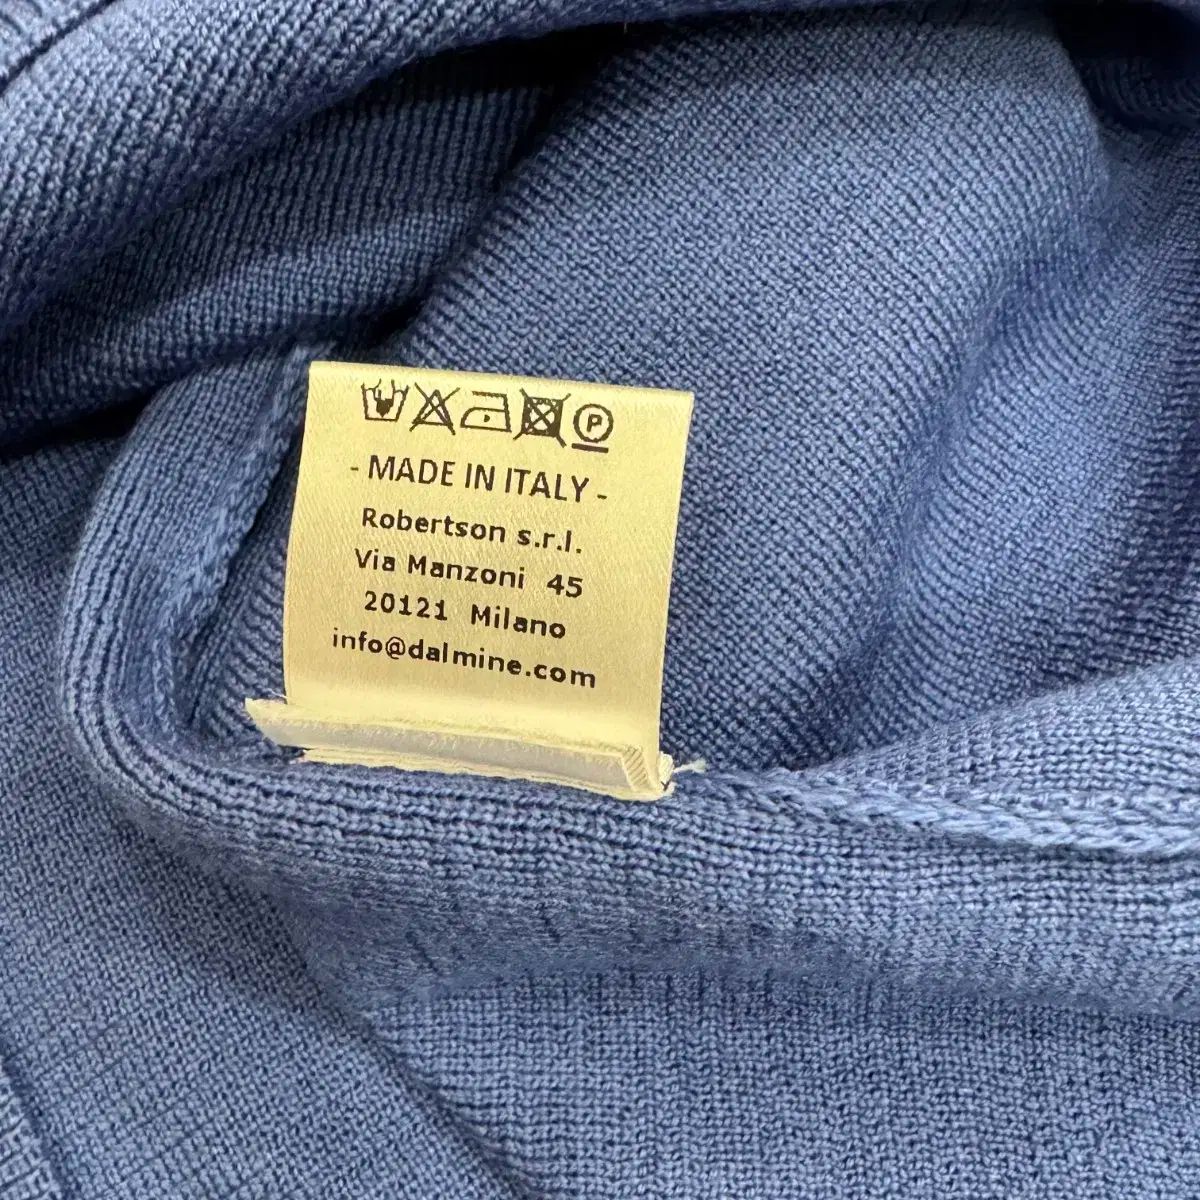 P
- MADE IN ITALY -
Robertson s.r.l.
Via Manzoni 45
20121 Milano
info@dalmine.com